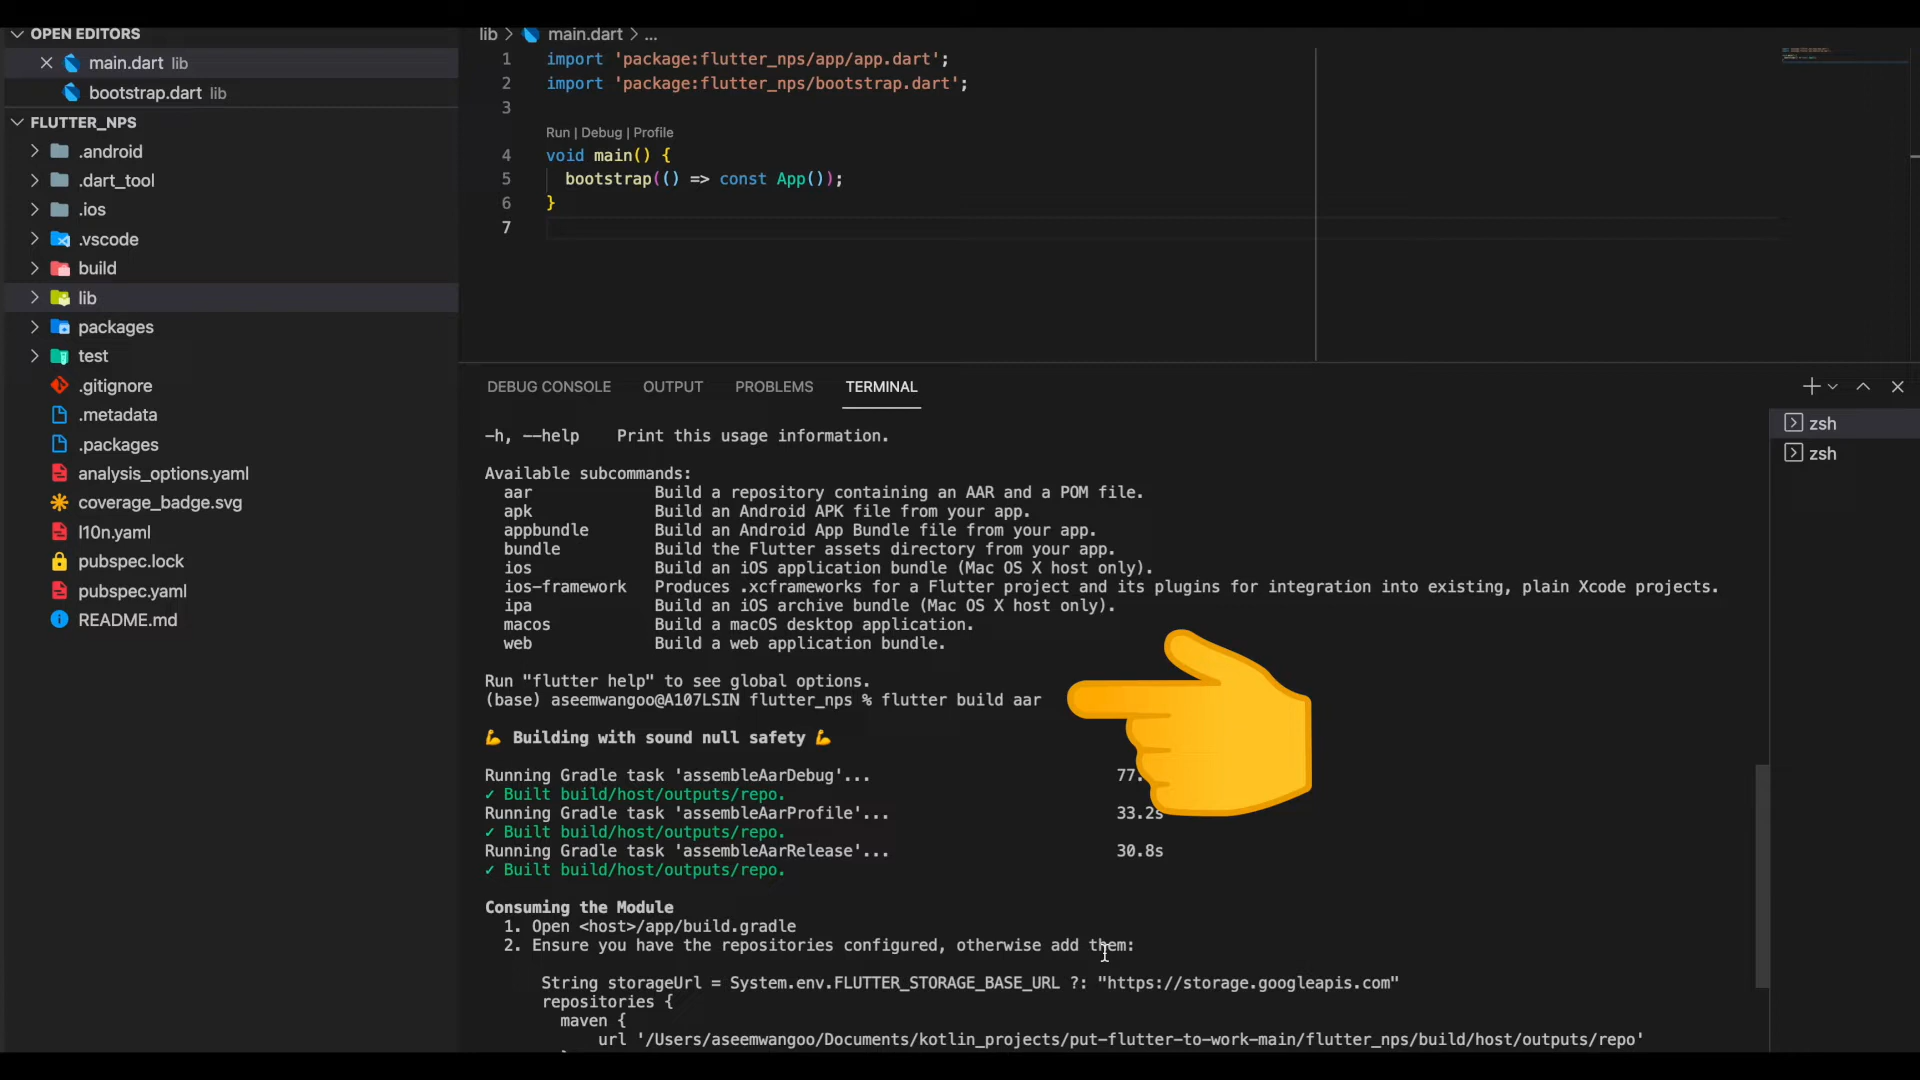 OPEN EDITORS
main.dart lib
bootstrap.dart lib
FLUTTER_NPS
.android
.dart_tool
.ios
.vscode
build
lib
packages
test
.gitignore
.metadata
.packages
analysis_options.yaml
coverage_badge.svg
l10n.yaml
pubspec.lock
pubspec.yaml
README.md
lib > main.dart > ...
1 import 'package:flutter_nps/app/app.dart';
2 import 'package:flutter_nps/bootstrap.dart';
3
Run | Debug | Profile
4 void main() {
5 bootstrap(() => const App());
6 }
7
DEBUG CONSOLE OUTPUT PROBLEMS TERMINAL
zsh
zsh
-h, --help Print this usage information.
Available subcommands:
aar Build a repository containing an AAR and a POM file.
apk Build an Android APK file from your app.
appbundle Build an Android App Bundle file from your app.
bundle Build the Flutter assets directory from your app.
ios Build an iOS application bundle (Mac OS X host only).
ios-framework Produces .xcframeworks for a Flutter project and its plugins for integration into existing, plain Xcode projects.
ipa Build an iOS archive bundle (Mac OS X host only).
macos Build a macOS desktop application.
web Build a web application bundle.
Run "flutter help" to see global options.
(base) aseemwangoo@A107LSIN flutter_nps % flutter build aar
💪 Building with sound null safety 💪
Running Gradle task 'assembleAarDebug'... 77.
✓ Built build/host/outputs/repo.
Running Gradle task 'assembleAarProfile'... 33.2s
✓ Built build/host/outputs/repo.
Running Gradle task 'assembleAarRelease'... 30.8s
✓ Built build/host/outputs/repo.
Consuming the Module
1. Open <host>/app/build.gradle
2. Ensure you have the repositories configured, otherwise add them:
String storageUrl = System.env.FLUTTER_STORAGE_BASE_URL ?: "https://storage.googleapis.com"
repositories {
maven {
url '/Users/aseemwangoo/Documents/kotlin_projects/put-flutter-to-work-main/flutter_nps/build/host/outputs/repo'